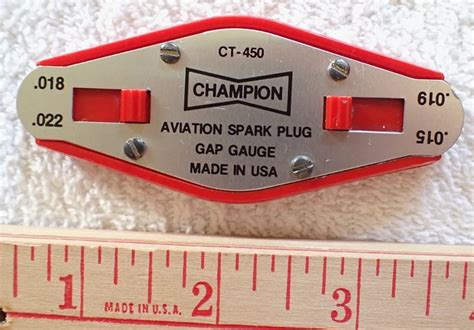 CT-450
CHAMPION
AVIATION SPARK PLUG
GAP GAUGE
MADE IN USA
.018
.022
.019
.015
1 2 3
MADE IN U.S.A.